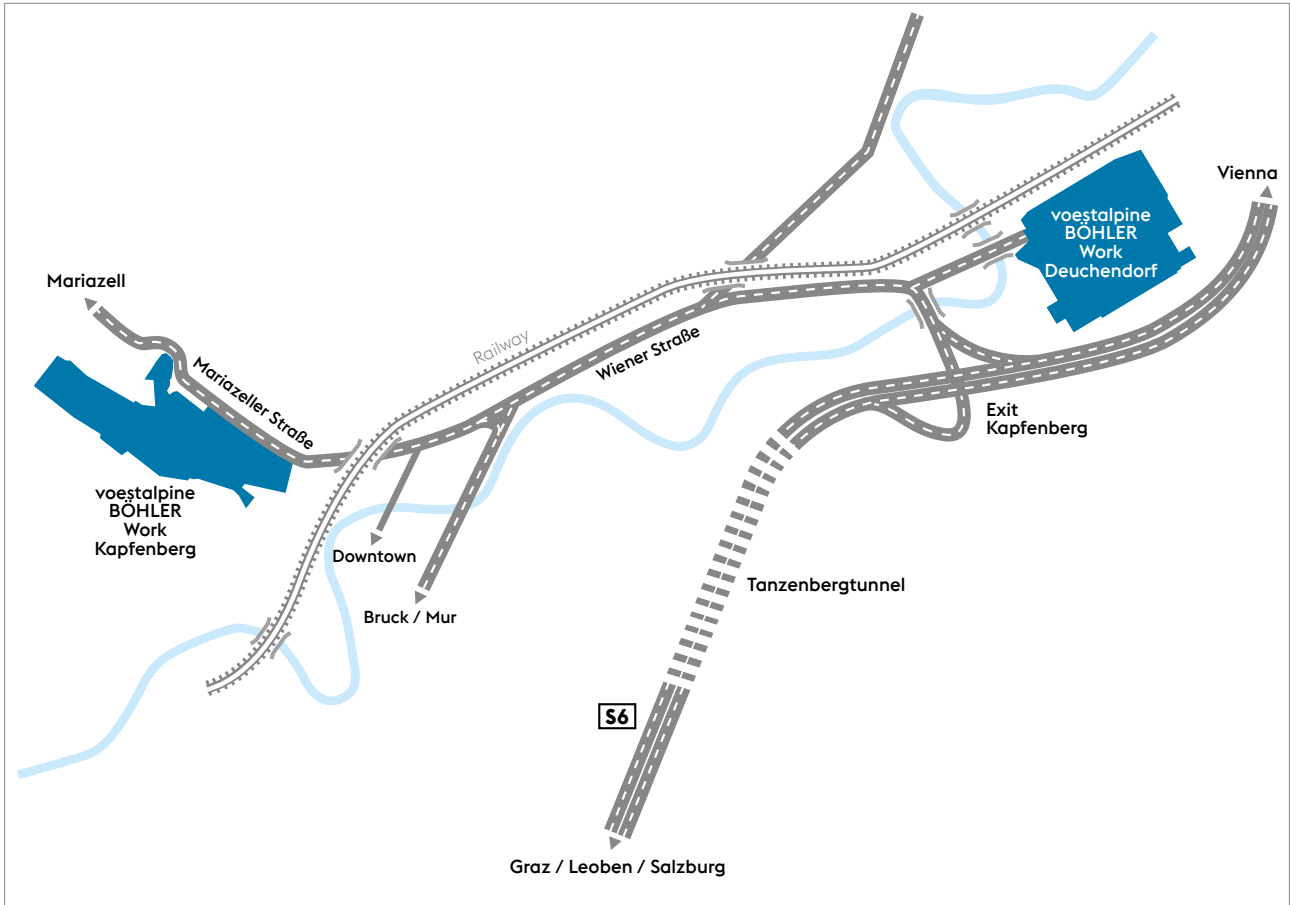 Vienna
voestalpine
BÖHLER
Work
Deuchendorf
Mariazell
Railway
Wiener Straße
Mariazeller Straße
Exit
Kapfenberg
voestalpine
BÖHLER
Work
Kapfenberg
Downtown
Tanzenbergtunnel
Bruck / Mur
S6
Graz / Leoben / Salzburg